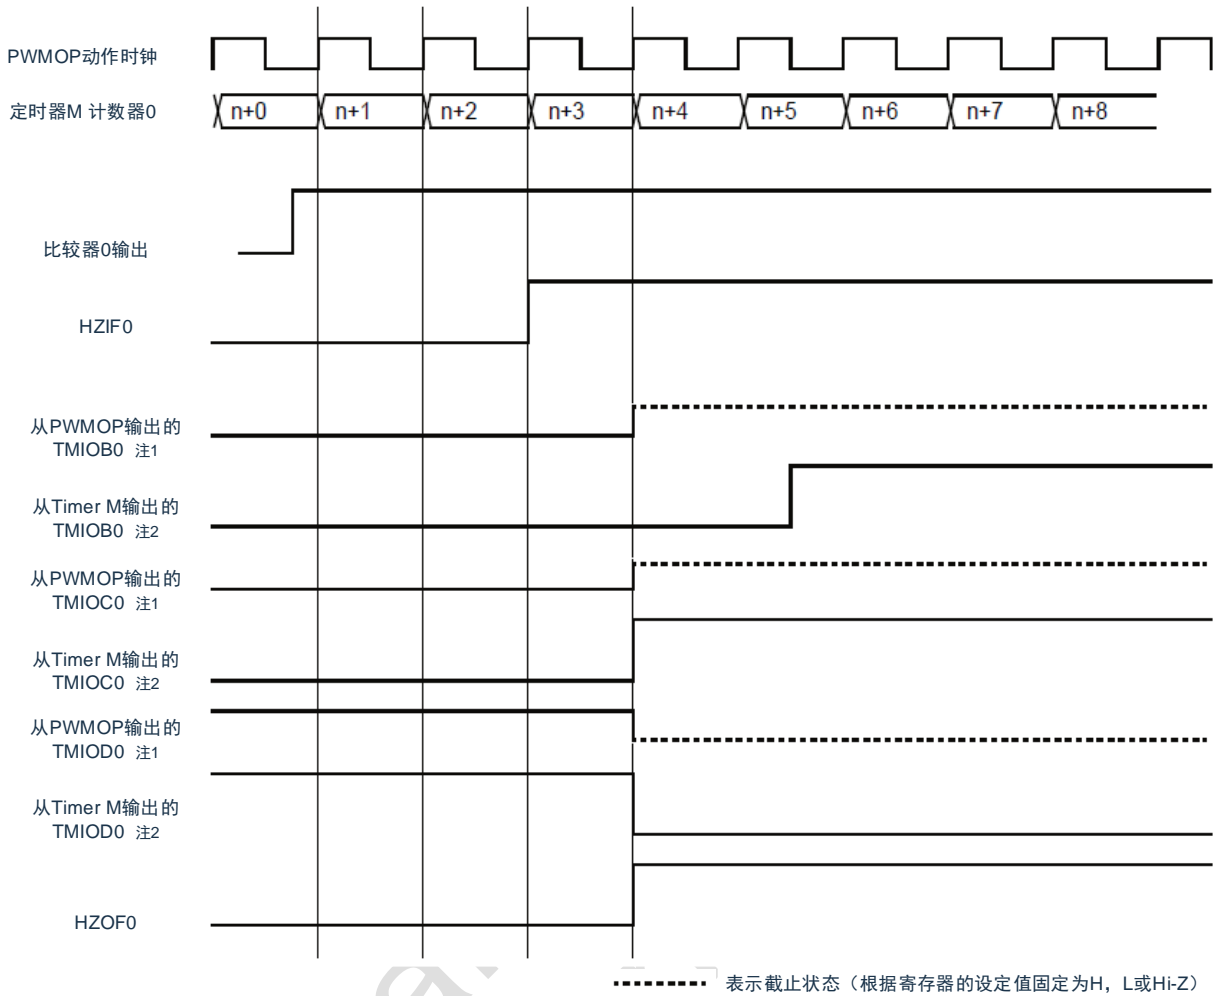 PWMOP动作时钟
定时器M 计数器0
n+0 n+1 n+2 n+3 n+4 n+5 n+6 n+7 n+8
比较器0输出
HZIF0
从PWMOP输出的
TMIOB0 注1
从Timer M输出的
TMIOB0 注2
从PWMOP输出的
TMIOC0 注1
从Timer M输出的
TMIOC0 注2
从PWMOP输出的
TMIOD0 注1
从Timer M输出的
TMIOD0 注2
HZOF0
表示截止状态（根据寄存器的设定值固定为H，L或Hi-Z）